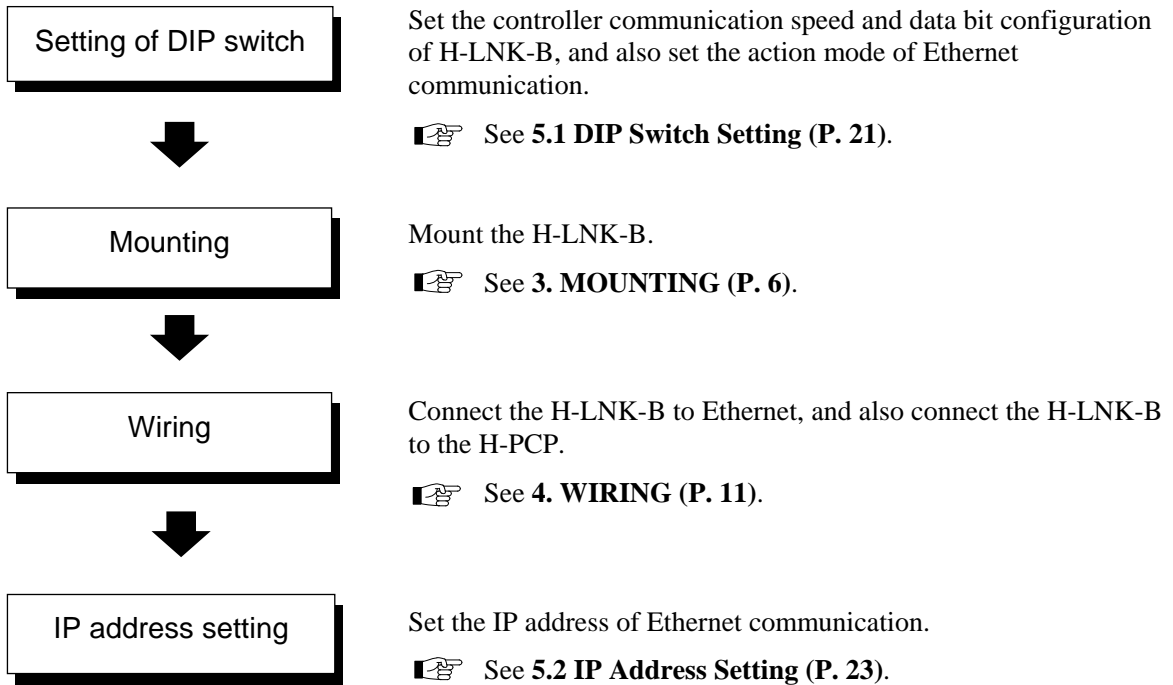 Setting of DIP switch
Set the controller communication speed and data bit configuration
of H-LNK-B, and also set the action mode of Ethernet
communication.
See 5.1 DIP Switch Setting (P. 21).
Mounting
Mount the H-LNK-B.
See 3. MOUNTING (P. 6).
Wiring
Connect the H-LNK-B to Ethernet, and also connect the H-LNK-B
to the H-PCP.
See 4. WIRING (P. 11).
IP address setting
Set the IP address of Ethernet communication.
See 5.2 IP Address Setting (P. 23).